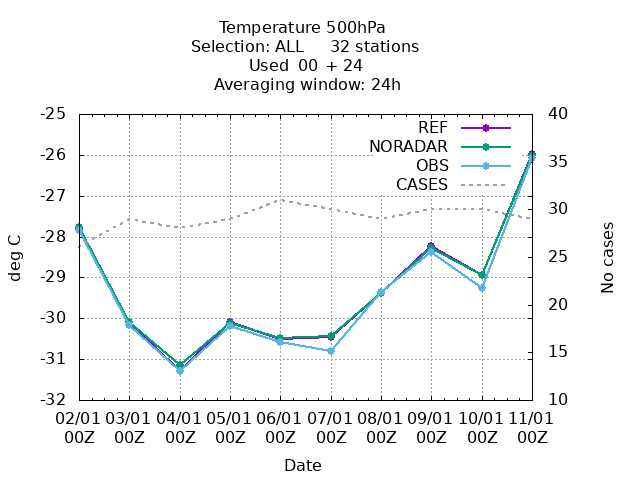 Temperature 500hPa
Selection: ALL 32 stations
Used 00 + 24
Averaging window: 24h
-25 40
REF
NORADAR
OBS
CASES
-26
-27
-28
-29
-30
-31
-32
35
30
25
20
15
10
deg C
No cases
02/01 03/01 04/01 05/01 06/01 07/01 08/01 09/01 10/01 11/01
00Z 00Z 00Z 00Z 00Z 00Z 00Z 00Z 00Z 00Z
Date